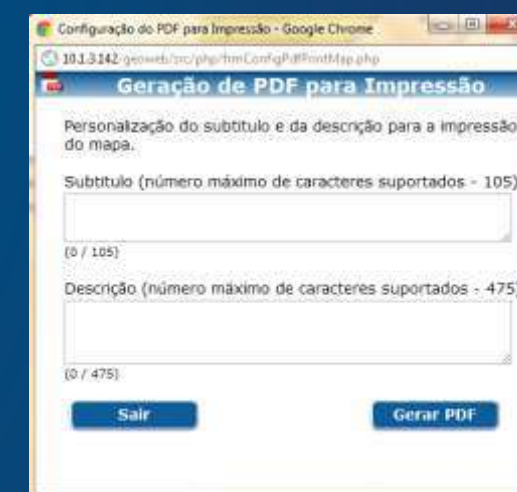 Configuração do PDF para Impressão - Google Chrome
10.1.3.142/geoweb/src/php/frmConfigPdfPrintMap.php
Geração de PDF para Impressão
Personalização do subtitulo e da descrição para a impressão
do mapa.
Subtitulo (número máximo de caracteres suportados - 105)
(0 / 105)
Descrição (número máximo de caracteres suportados - 475)
(0 / 475)
Sair
Gerar PDF